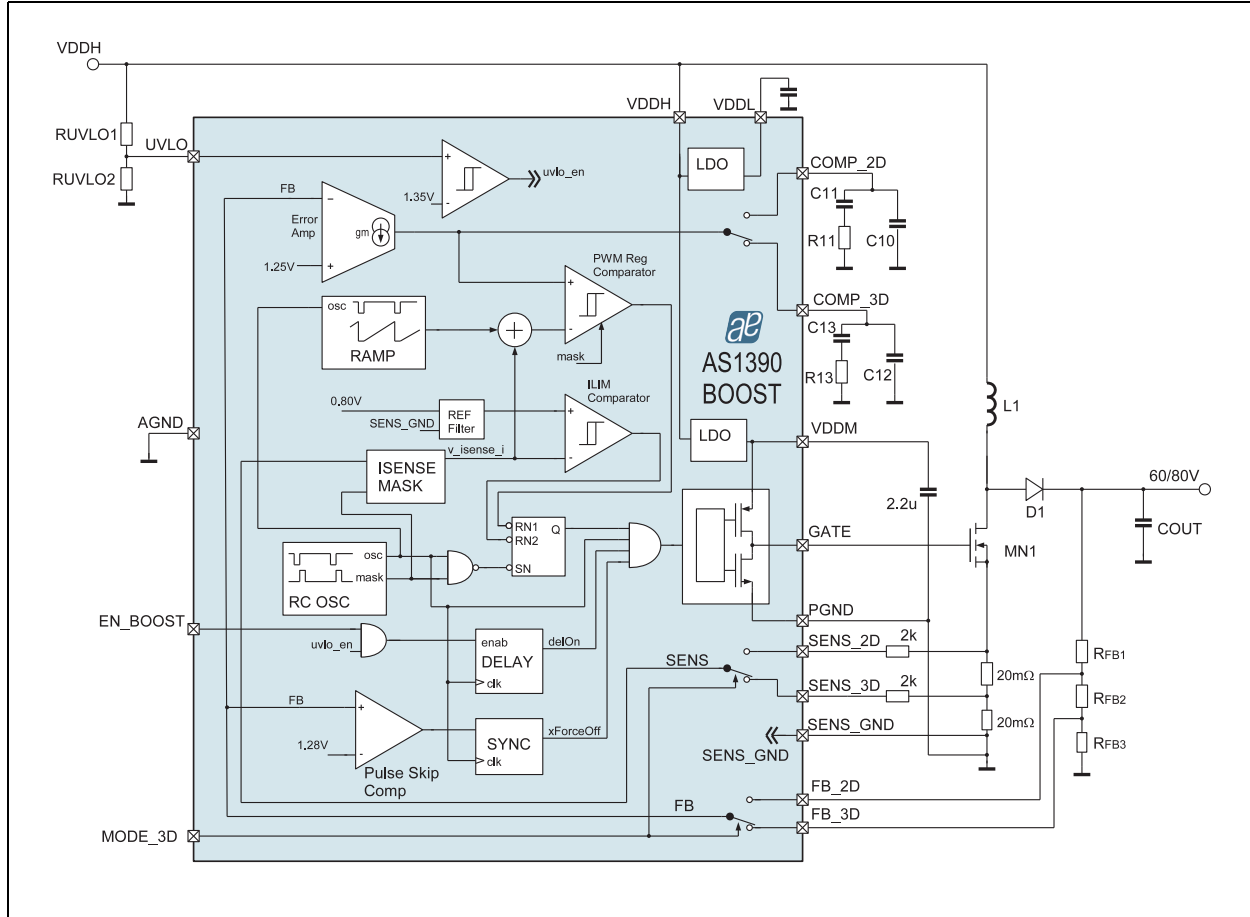 VDDH
VDDH
VDDL
RUVLO1
UVLO
RUVLO2
LDO
COMP_2D
uvlo_en
1.35V
+
-
FB
−
Error
Amp
gm
1.25V
+
C11
R11
C10
PWM Reg
Comparator
+
-
mask
osc
RAMP
+
COMP_3D
C13
R13
C12
ae
AS1390
BOOST
L1
ILIM
Comparator
0.80V
SENS_GND
REF
Filter
+
-
v_isense_i
AGND
ISENSE
MASK
LDO
VDDM
2.2u
60/80V
D1
COUT
RN1
RN2
Q
SN
GATE
MN1
osc
mask
RC OSC
EN_BOOST
uvlo_en
enab
DELAY
clk
delOn
PGND
SENS_2D
2k
SENS
SENS_3D
2k
20mΩ
20mΩ
RFB1
RFB2
RFB3
FB
+
1.28V
-
Pulse Skip
Comp
SYNC
clk
xForceOff
SENS_GND
SENS_GND
FB_2D
FB
FB_3D
MODE_3D